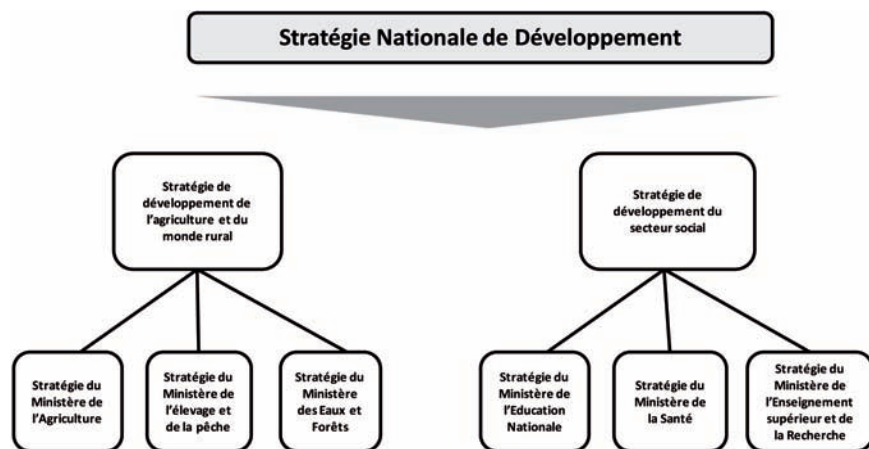 Stratégie Nationale de Développement
Stratégie de
développement de
l’agriculture et du
monde rural
Stratégie de
développement du
secteur social
Stratégie du
Ministère de
l’Agriculture
Stratégie du
Ministère de
l’élevage et
de la pêche
Stratégie du
Ministère
des Eaux et
Forêts
Stratégie du
Ministère de
l’Education
Nationale
Stratégie du
Ministère de
la Santé
Stratégie du
Ministère de
l’Enseignement
supérieur et de
la Recherche